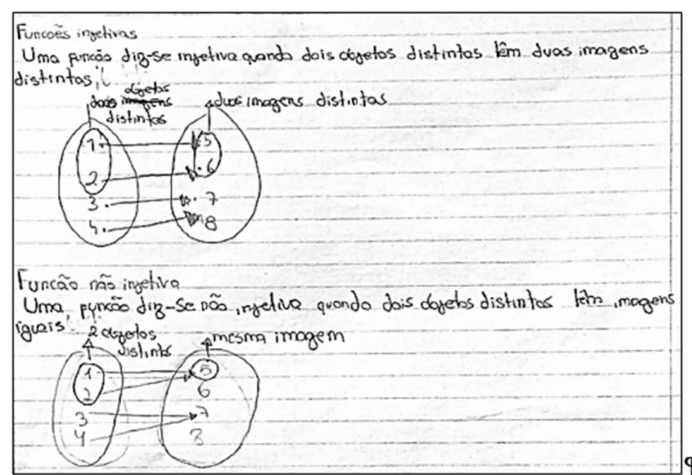 Funcões injetivas
Uma função diz-se injetiva quando dois objetos distintos têm duas imagens
distintas;
objetos
dois imagens duas imagens distintas
distintos
1 5
2 6
3 7
4 8
Funcão não injetiva
Uma função diz-se não injetiva quando dois objetos distintos têm imagens
iguais.
2 objetos mesma imagem
distintos
1 5
2 6
3 7
4 8